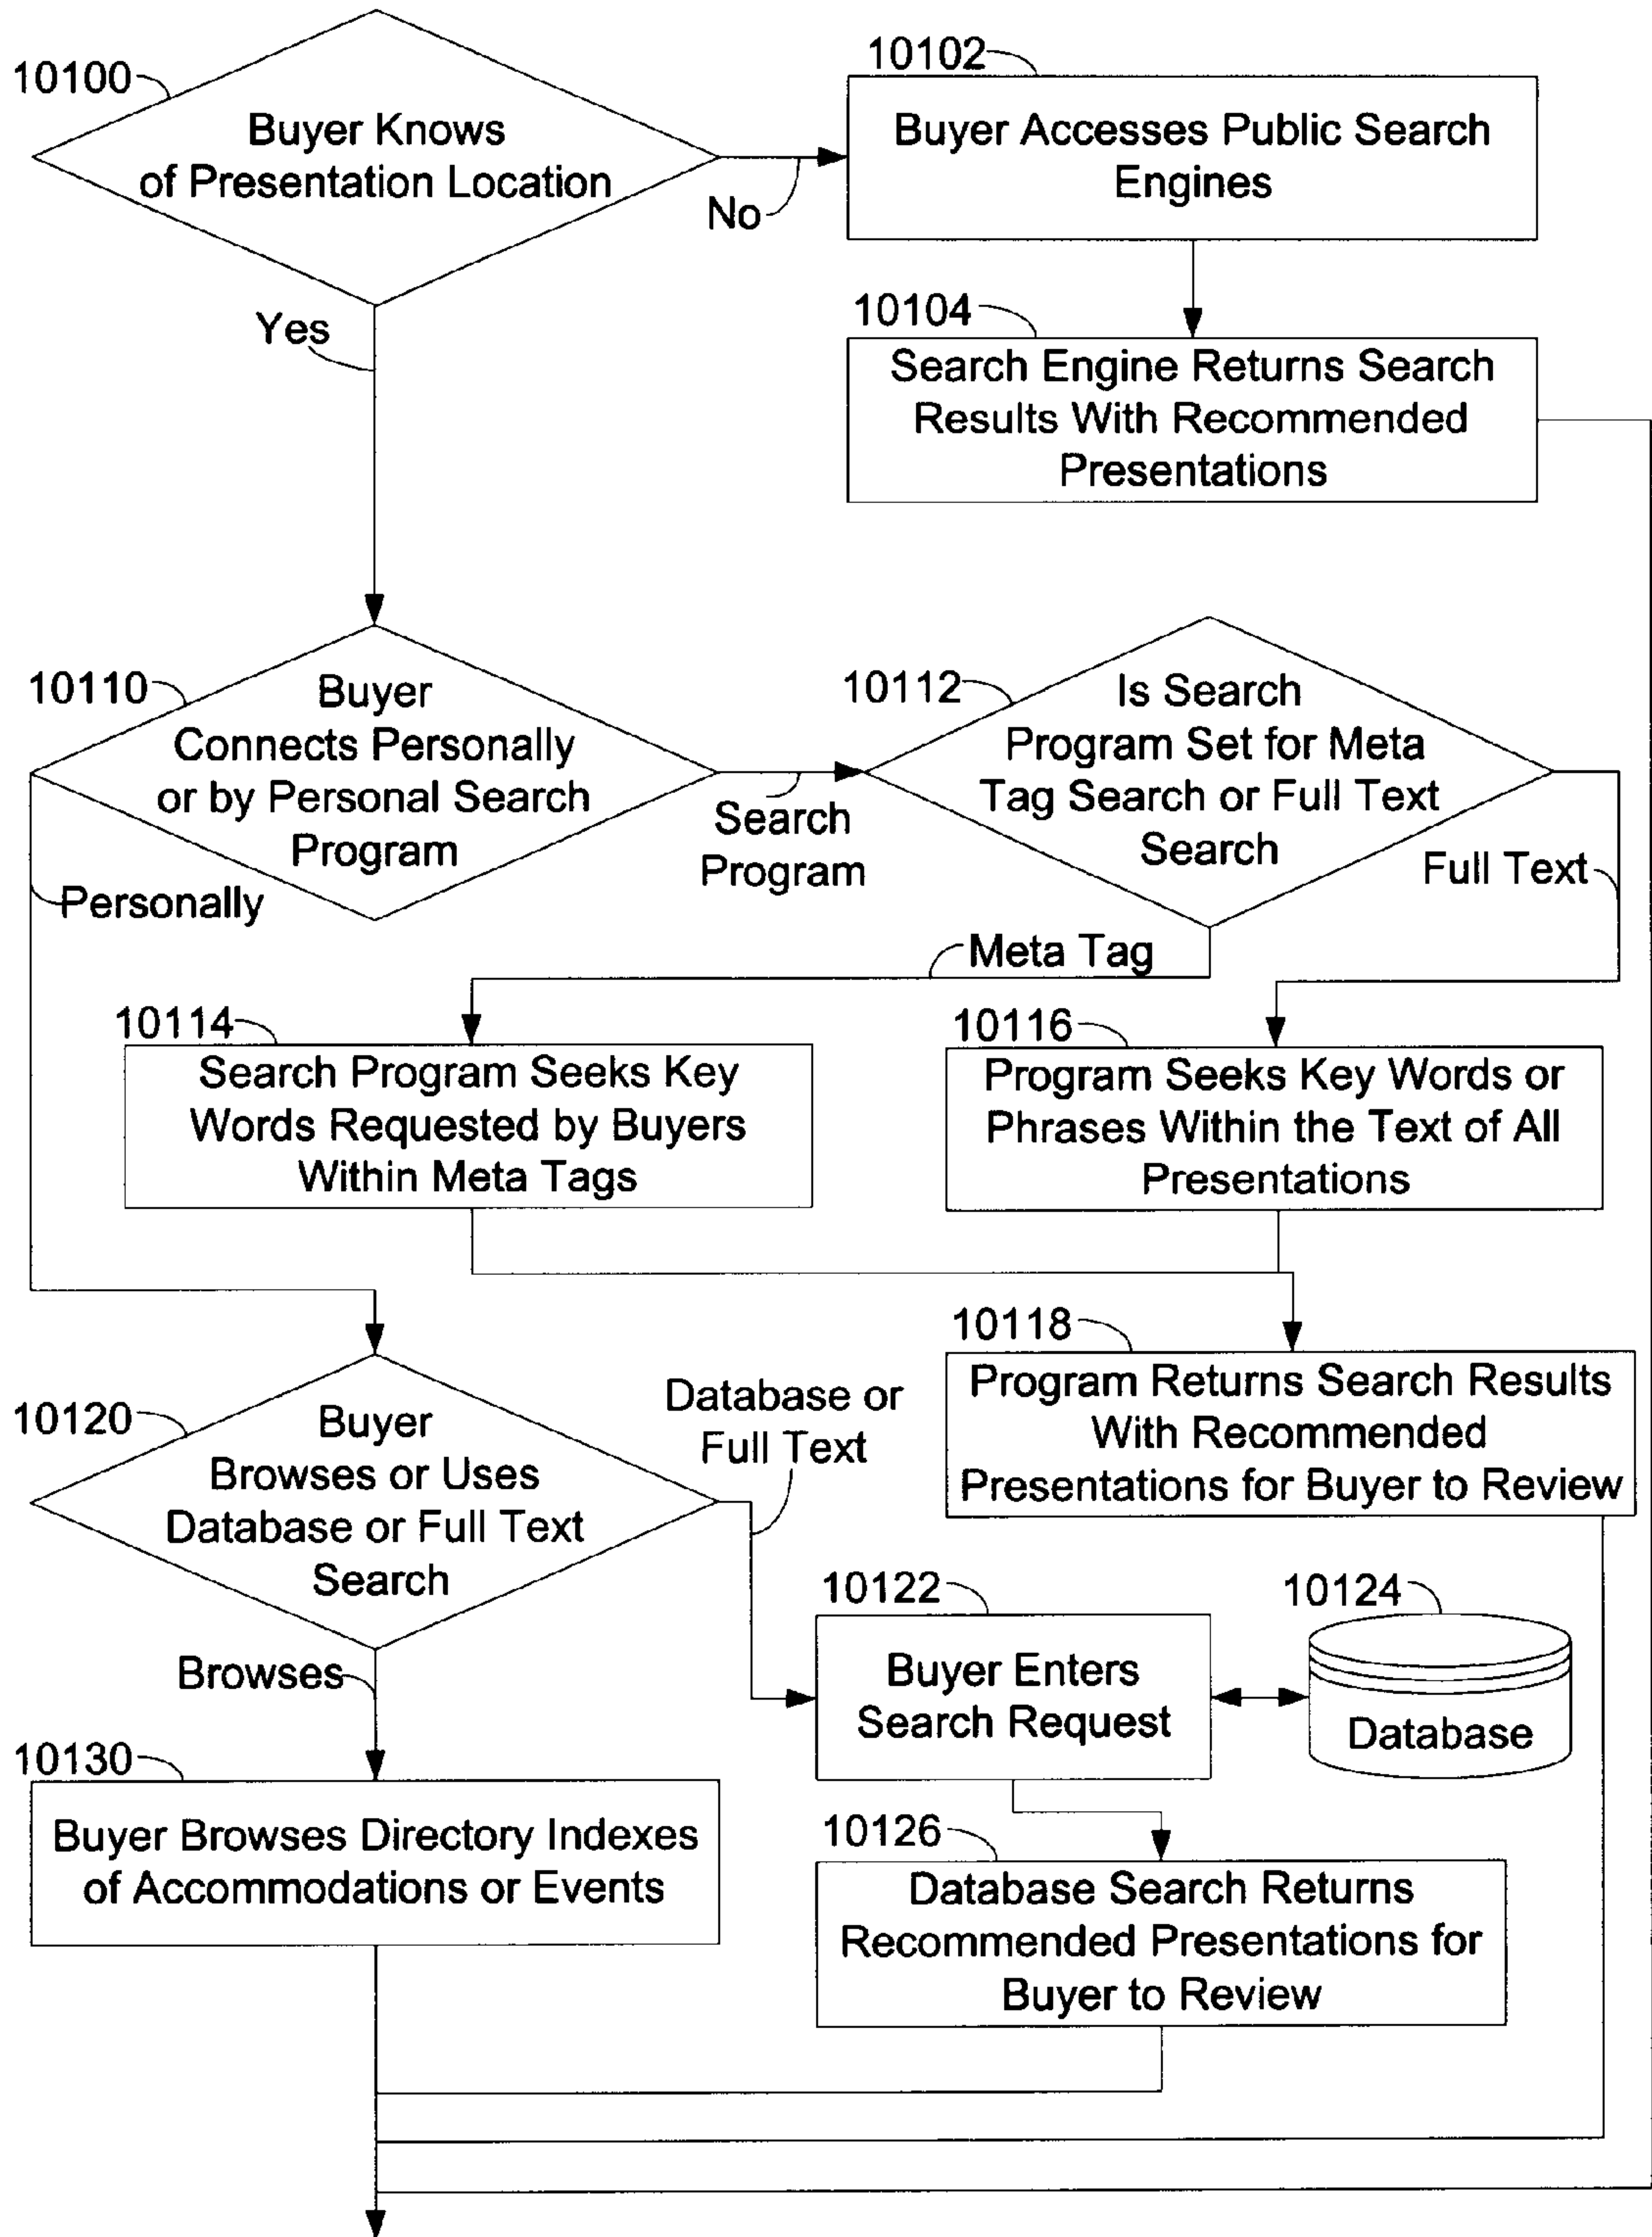 10100
Buyer Knows
of Presentation Location
No
Yes
10102
Buyer Accesses Public Search
Engines
10104
Search Engine Returns Search
Results With Recommended
Presentations
10110
Buyer
Connects Personally
or by Personal Search
Program
Personally
Search
Program
10112
Is Search
Program Set for Meta
Tag Search or Full Text
Search
Full Text
Meta Tag
10114
Search Program Seeks Key
Words Requested by Buyers
Within Meta Tags
10116
Program Seeks Key Words or
Phrases Within the Text of All
Presentations
10118
Program Returns Search Results
With Recommended
Presentations for Buyer to Review
10120
Buyer
Browses or Uses
Database or Full Text
Search
Database or
Full Text
Browses
10122
Buyer Enters
Search Request
10124
Database
10130
Buyer Browses Directory Indexes
of Accommodations or Events
10126
Database Search Returns
Recommended Presentations for
Buyer to Review